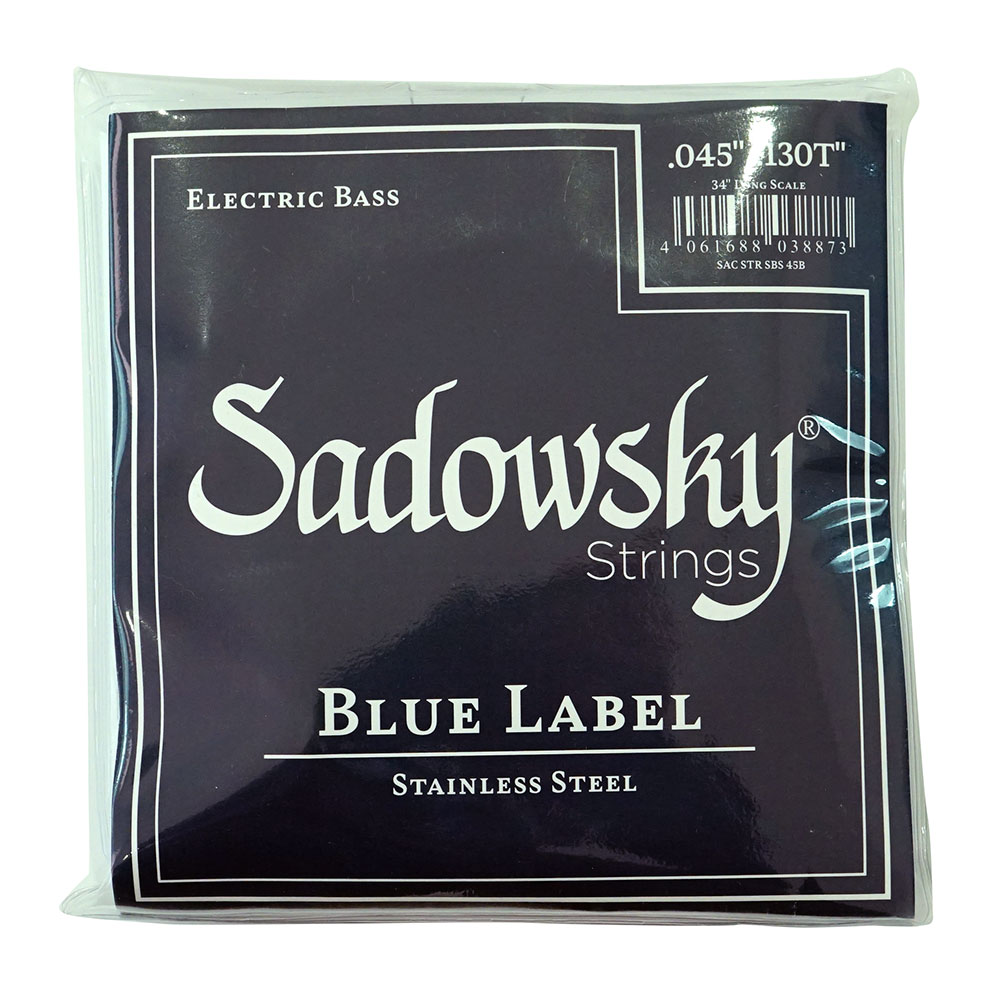 ELECTRIC BASS
.045" .130T"
34" LONG SCALE
4 061688 038873
SAC STR SBS 45B
Sadowsky®
Strings
BLUE LABEL
STAINLESS STEEL